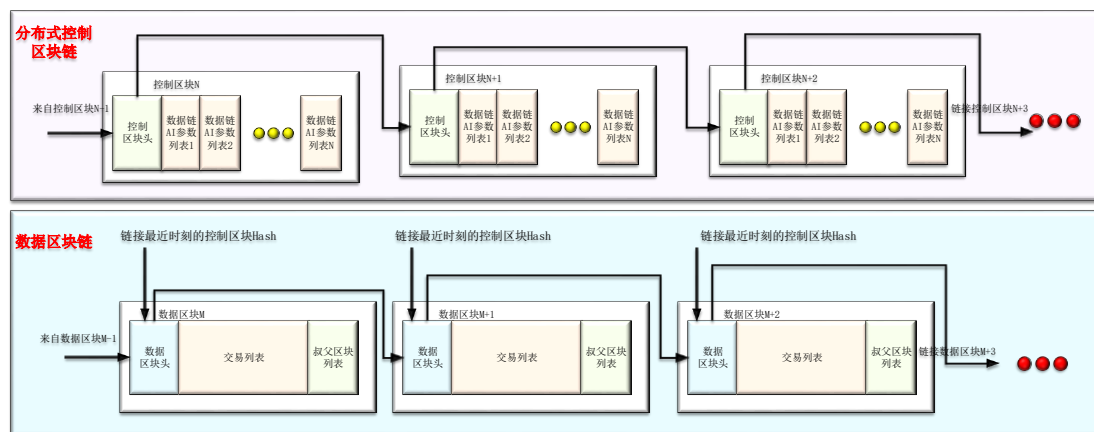 分布式控制
区块链
控制区块N
来自控制区块N-1
控制
区块头
数据链
AI参数
列表1
数据链
AI参数
列表2
数据链
AI参数
列表N
控制区块N+1
控制
区块头
数据链
AI参数
列表1
数据链
AI参数
列表2
数据链
AI参数
列表N
控制区块N+2
控制
区块头
数据链
AI参数
列表1
数据链
AI参数
列表2
数据链
AI参数
列表N
链接控制区块N+3
数据区块链
链接最近时刻的控制区块Hash
链接最近时刻的控制区块Hash
链接最近时刻的控制区块Hash
数据区块M
来自数据区块M-1
数据
区块头
交易列表
叔父区块
列表
数据区块M+1
数据
区块头
交易列表
叔父区块
列表
数据区块M+2
数据
区块头
交易列表
叔父区块
列表
链接数据区块M+3